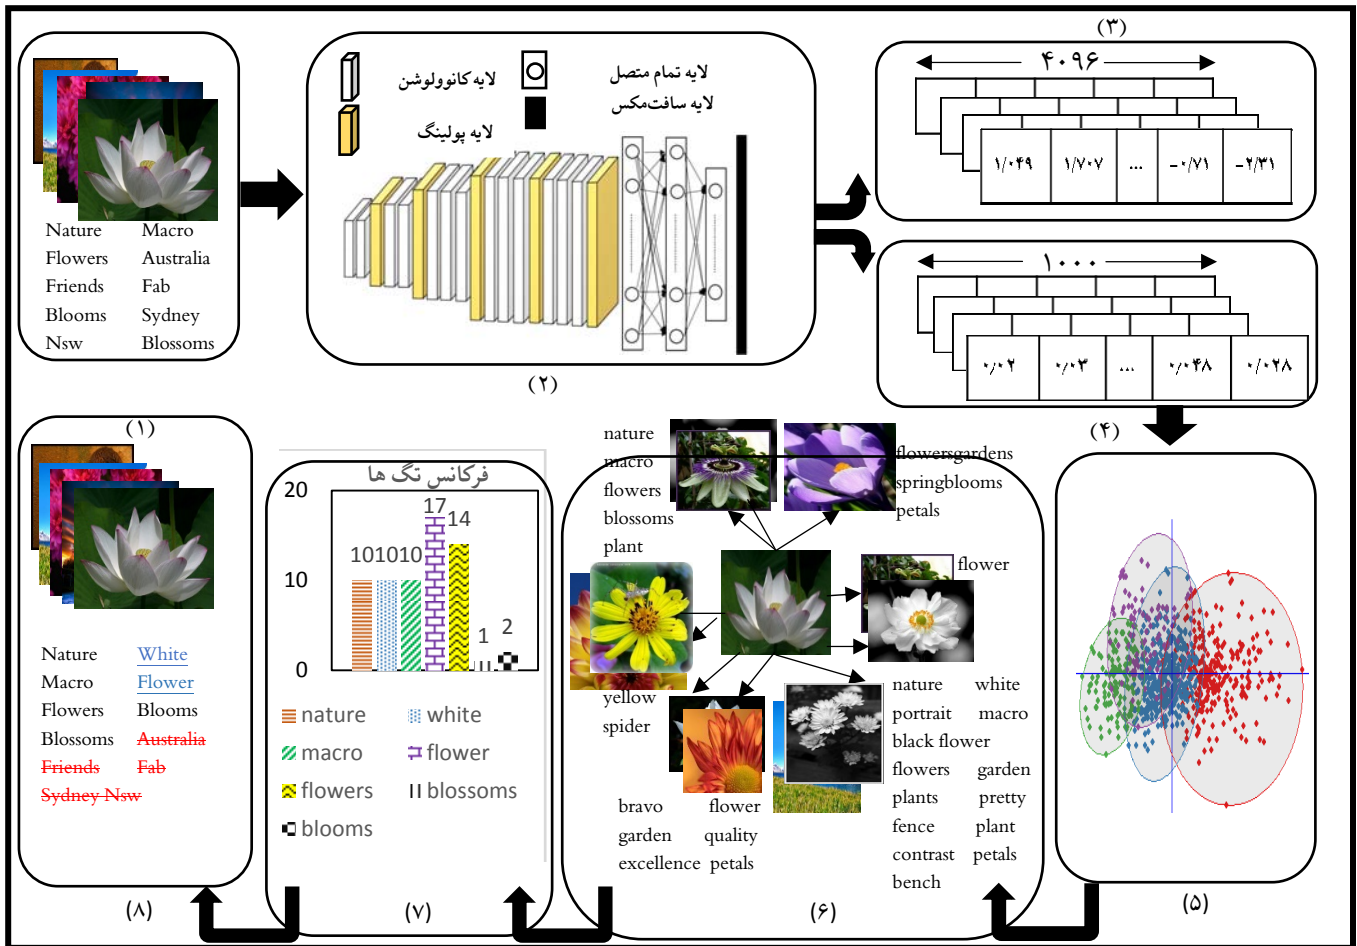 Nature Macro
Flowers Australia
Friends Fab
Blooms Sydney
Nsw Blossoms
(۱)
لایه کانوولوشن
لایه تمام متصل
لایه پولینگ
لایه سافت‌مکس
(۲)
(۳)
۴۰۹۶
۱/۰۴۹ ۱/۷۰۷ ... -۰/۷۱ -۲/۳۱
۱۰۰۰
۰/۰۲ ۰/۰۳ ... ۰/۰۴۸ ۰/۰۲۸
(۴)
(۵)
nature
macro
flowers
blossoms
plant
flowersgardens
springblooms
petals
flower
yellow
spider
bravo flower
garden quality
excellence petals
nature white
portrait macro
black flower
flowers garden
plants pretty
fence plant
contrast petals
bench
(۶)
فرکانس تگ ها
20
10
0
10
10
10
17
14
1
2
nature white
macro flower
flowers blossoms
blooms
(۷)
Nature White
Macro Flower
Flowers Blooms
Blossoms Australia
Friends Fab
Sydney Nsw
(۸)